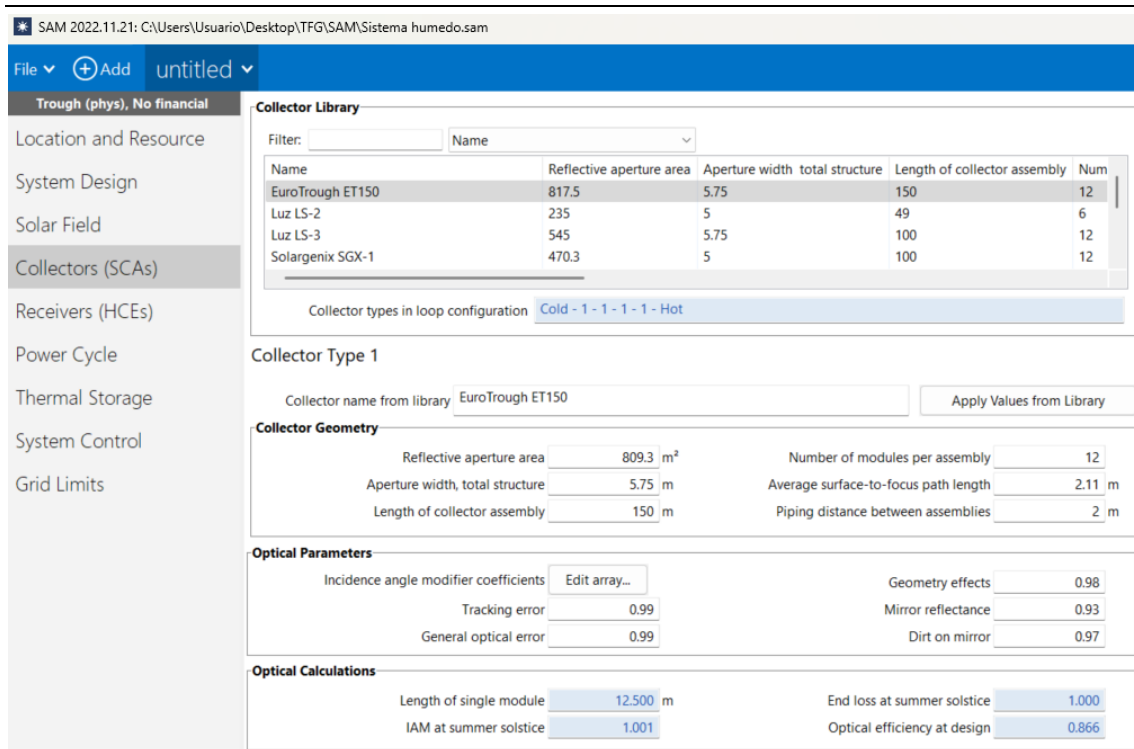 SAM 2022.11.21: C:\Users\Usuario\Desktop\TFG\SAM\Sistema humedo.sam
File Add untitled
Trough (phys), No financial
Location and Resource
System Design
Solar Field
Collectors (SCAs)
Receivers (HCEs)
Power Cycle
Thermal Storage
System Control
Grid Limits
Collector Library
Filter: Name
Name Reflective aperture area Aperture width total structure Length of collector assembly Num
EuroTrough ET150 817.5 5.75 150 12
Luz LS-2 235 5 49 6
Luz LS-3 545 5.75 100 12
Solargenix SGX-1 470.3 5 100 12
Collector types in loop configuration Cold - 1 - 1 - 1 - 1 - Hot
Collector Type 1
Collector name from library EuroTrough ET150 Apply Values from Library
Collector Geometry
Reflective aperture area 809.3 m² Number of modules per assembly 12
Aperture width, total structure 5.75 m Average surface-to-focus path length 2.11 m
Length of collector assembly 150 m Piping distance between assemblies 2 m
Optical Parameters
Incidence angle modifier coefficients Edit array... Geometry effects 0.98
Tracking error 0.99 Mirror reflectance 0.93
General optical error 0.99 Dirt on mirror 0.97
Optical Calculations
Length of single module 12.500 m End loss at summer solstice 1.000
IAM at summer solstice 1.001 Optical efficiency at design 0.866